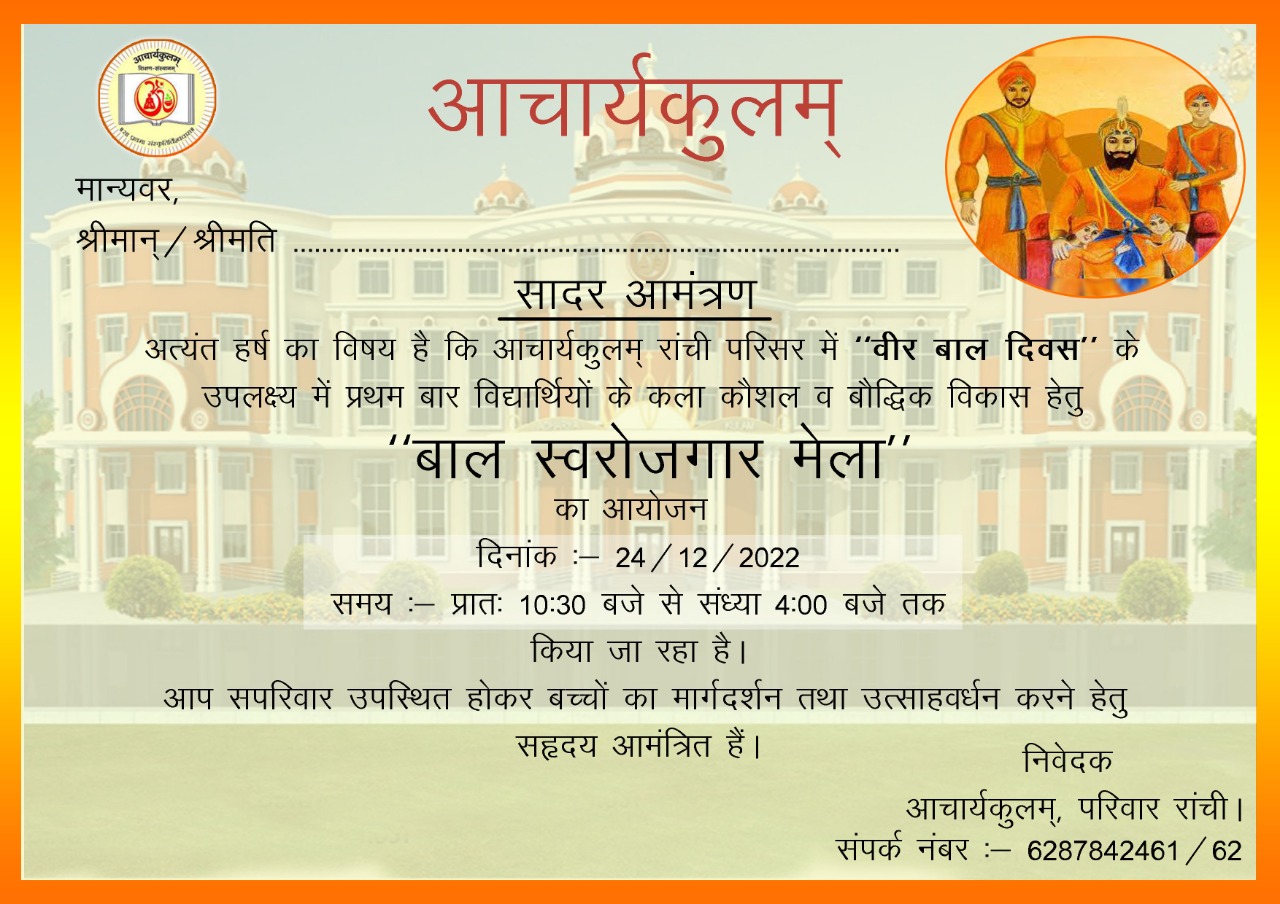 आचार्यकुलम्
शिक्षण-संस्थानम्
आचार्यकुलम्
मान्यवर,
श्रीमान् / श्रीमति ......................................................................................
सादर आमंत्रण
अत्यंत हर्ष का विषय है कि आचार्यकुलम् रांची परिसर में ‘‘वीर बाल दिवस’’ के
उपलक्ष्य में प्रथम बार विद्यार्थियों के कला कौशल व बौद्धिक विकास हेतु
‘‘बाल स्वरोजगार मेला’’
का आयोजन
दिनांक :– 24 / 12 / 2022
समय :– प्रातः 10:30 बजे से संध्या 4:00 बजे तक
किया जा रहा है।
आप सपरिवार उपस्थित होकर बच्चों का मार्गदर्शन तथा उत्साहवर्धन करने हेतु
सहृदय आमंत्रित हैं।
निवेदक
आचार्यकुलम्, परिवार रांची।
संपर्क नंबर :– 6287842461 / 62